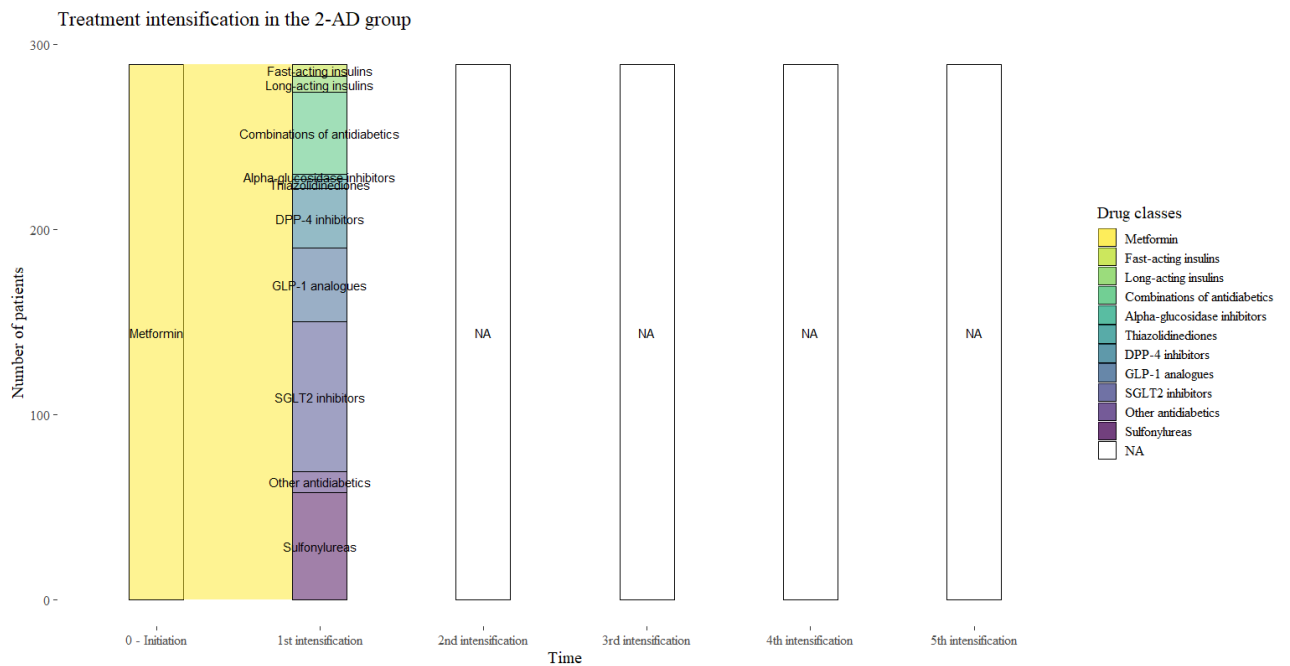 Treatment intensification in the 2-AD group
Number of patients
300
200
100
0
Metformin
Fast-acting insulins
Long-acting insulins
Combinations of antidiabetics
Alpha-glucosidase inhibitors
Thiazolidinediones
DPP-4 inhibitors
GLP-1 analogues
SGLT2 inhibitors
Other antidiabetics
Sulfonylureas
NA
NA
NA
NA
0 - Initiation
1st intensification
2nd intensification
3rd intensification
4th intensification
5th intensification
Time
Drug classes
Metformin
Fast-acting insulins
Long-acting insulins
Combinations of antidiabetics
Alpha-glucosidase inhibitors
Thiazolidinediones
DPP-4 inhibitors
GLP-1 analogues
SGLT2 inhibitors
Other antidiabetics
Sulfonylureas
NA